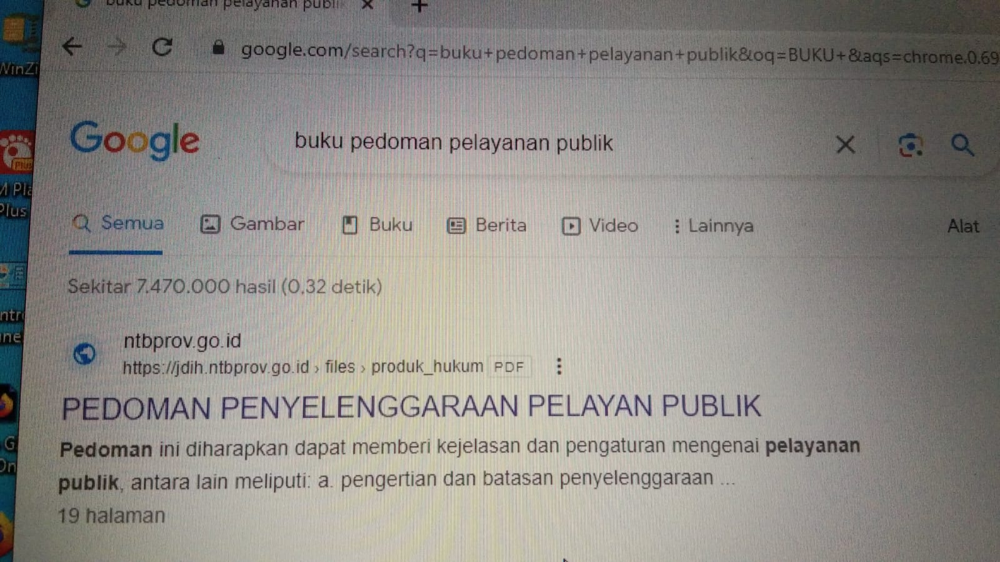 buku pedoman pelayanan publi
google.com/search?q=buku+pedoman+pelayanan+publik&oq=BUKU+&aqs=chrome.0.69
WinZi
Google
buku pedoman pelayanan publik
M Pla
Plus
Plus
Semua Gambar Buku Berita Video Lainnya Alat
Sekitar 7.470.000 hasil (0,32 detik)
ntr
ne
ntbprov.go.id
https://jdih.ntbprov.go.id › files › produk_hukum PDF
PEDOMAN PENYELENGGARAAN PELAYAN PUBLIK
G
On
Pedoman ini diharapkan dapat memberi kejelasan dan pengaturan mengenai pelayanan
publik, antara lain meliputi: a. pengertian dan batasan penyelenggaraan ...
19 halaman